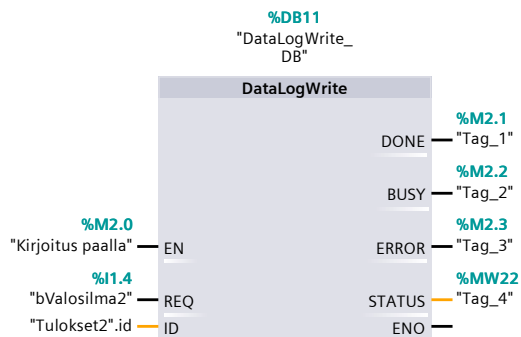 %DB11
"DataLogWrite_
DB"
DataLogWrite
%M2.1
DONE "Tag_1"
%M2.2
BUSY "Tag_2"
%M2.0 %M2.3
"Kirjoitus paalla" EN ERROR "Tag_3"
%I1.4 %MW22
"bValosilma2" REQ STATUS "Tag_4"
"Tulokset2".id ID ENO